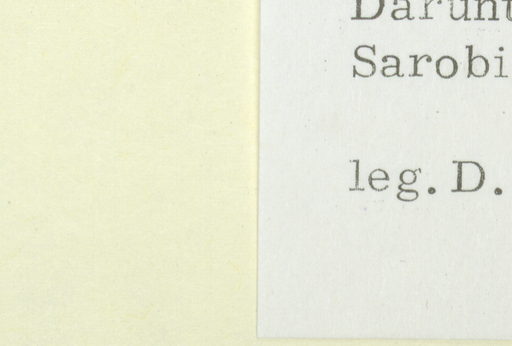 Darunt
Sarobi
leg. D.